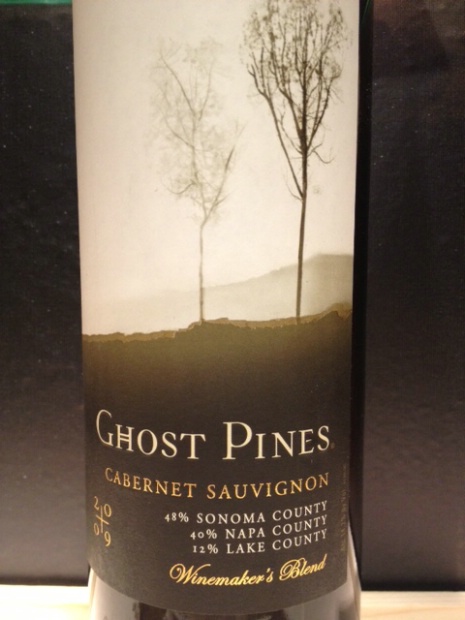 GHOST PINES
CABERNET SAUVIGNON
2009
48% SONOMA COUNTY
40% NAPA COUNTY
12% LAKE COUNTY
Winemaker's Blend